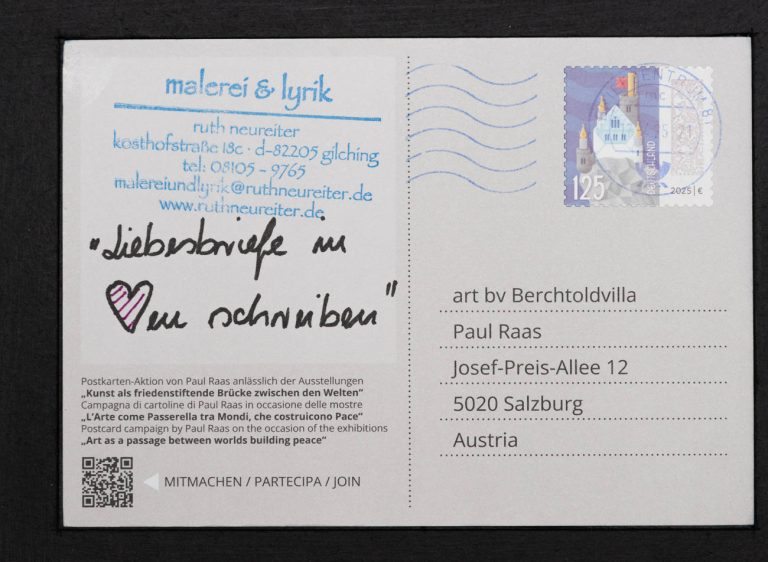 malerei & lyrik
ruth neureiter
kosthofstraße 18c · d-82205 gilching
tel: 08105 - 9765
malereiundlyrik@ruthneureiter.de
www.ruthneureiter.de
"Liebesbriefe in
♥en schreiben"
Postkarten-Aktion von Paul Raas anlässlich der Ausstellungen
„Kunst als friedenstiftende Brücke zwischen den Welten“
Campagna di cartoline di Paul Raas in occasione delle mostre
„L'Arte come Passerella tra Mondi, che costruicono Pace“
Postcard campaign by Paul Raas on the occasion of the exhibitions
„Art as a passage between worlds building peace“
MITMACHEN / PARTECIPA / JOIN
125
2025 | €
art bv Berchtoldvilla
Paul Raas
Josef-Preis-Allee 12
5020 Salzburg
Austria